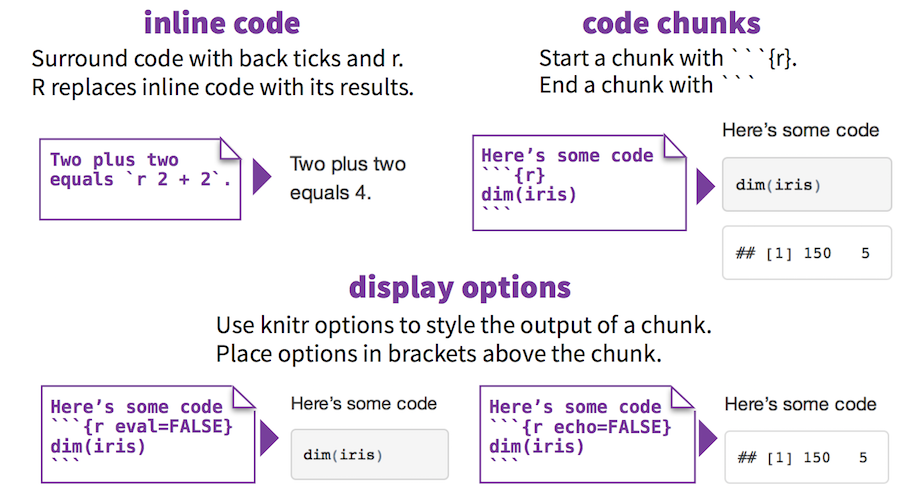 inline code
Surround code with back ticks and r.
R replaces inline code with its results.
Two plus two
equals `r 2 + 2`.
Two plus two
equals 4.
code chunks
Start a chunk with ```{r}.
End a chunk with ```
Here’s some code
```{r}
dim(iris)
```
Here’s some code
dim(iris)
## [1] 150   5
display options
Use knitr options to style the output of a chunk.
Place options in brackets above the chunk.
Here’s some code
```{r eval=FALSE}
dim(iris)
```
Here’s some code
dim(iris)
Here’s some code
```{r echo=FALSE}
dim(iris)
```
Here’s some code
## [1] 150   5